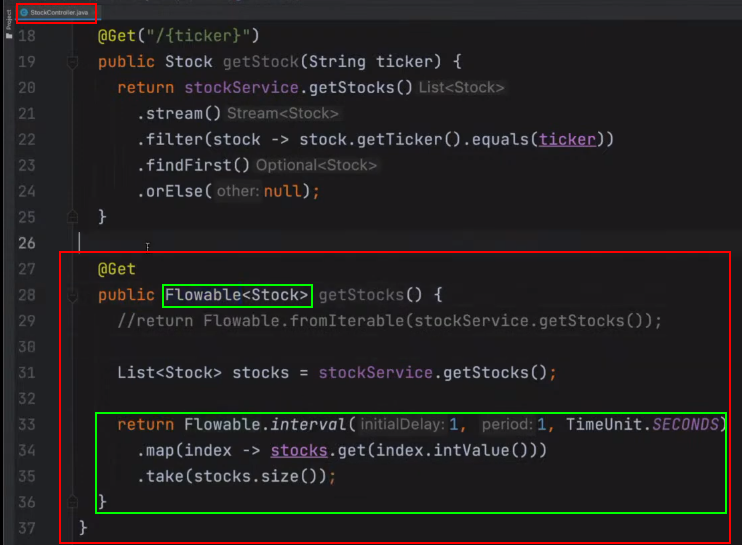 Project
StockController.java
18 @Get("/{ticker}")
19 public Stock getStock(String ticker) {
20 return stockService.getStocks() List<Stock>
21 .stream() Stream<Stock>
22 .filter(stock -> stock.getTicker().equals(ticker))
23 .findFirst() Optional<Stock>
24 .orElse( other: null);
25 }
26
27 @Get
28 public Flowable<Stock> getStocks() {
29 //return Flowable.fromIterable(stockService.getStocks());
30
31 List<Stock> stocks = stockService.getStocks();
32
33 return Flowable.interval( initialDelay: 1, period: 1, TimeUnit.SECONDS)
34 .map(index -> stocks.get(index.intValue()))
35 .take(stocks.size());
36 }
37 }